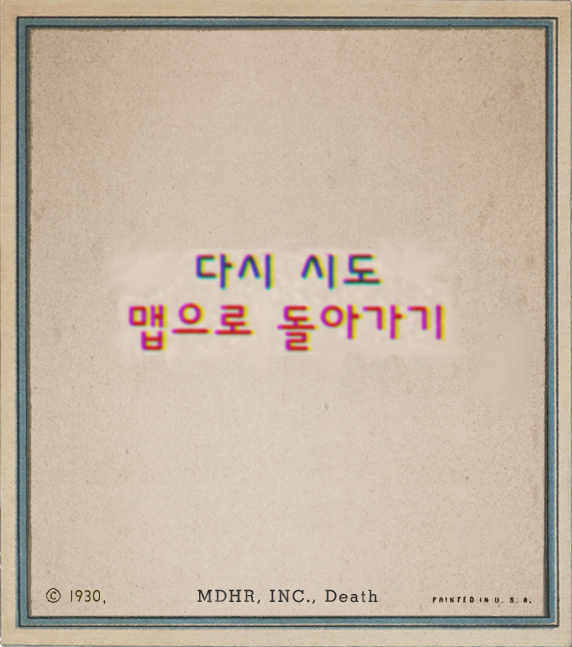 다시 시도
맵으로 돌아가기
© 1930,
MDHR, INC., Death
PRINTED IN U. S. A.